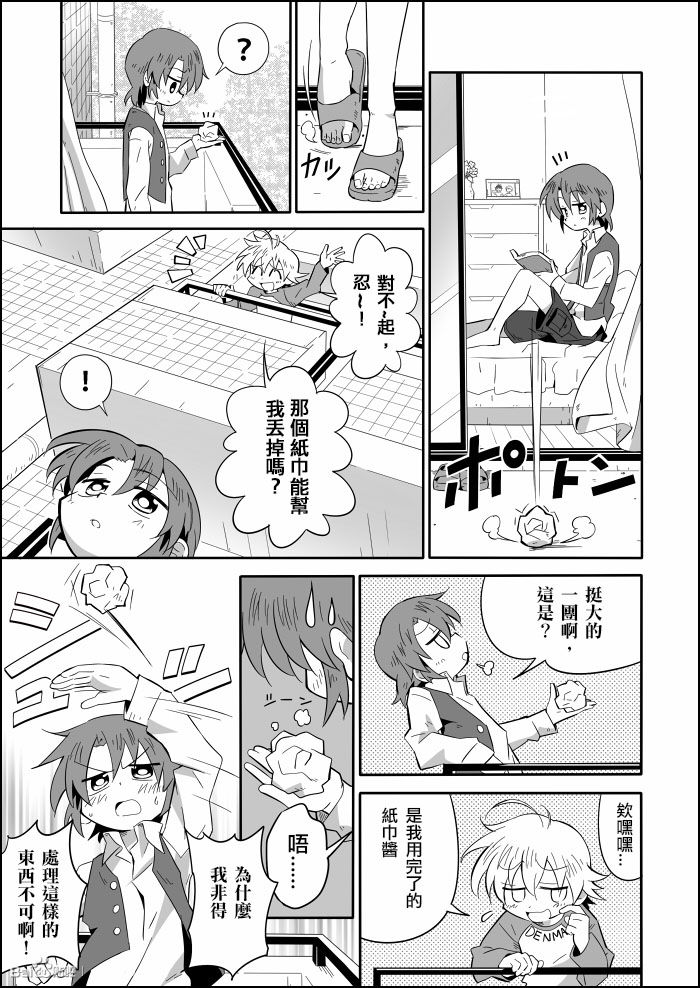 ポトン
カッ
?
對不~起，
忍~!
那個紙巾能幫
我丟掉嗎?
!
挺大的
一團啊，
這是?
欸嘿嘿…
是我用完了的
紙巾醬
DENMA
ジーン
唔……
為什麼
我非得
處理這樣的
東西不可啊!